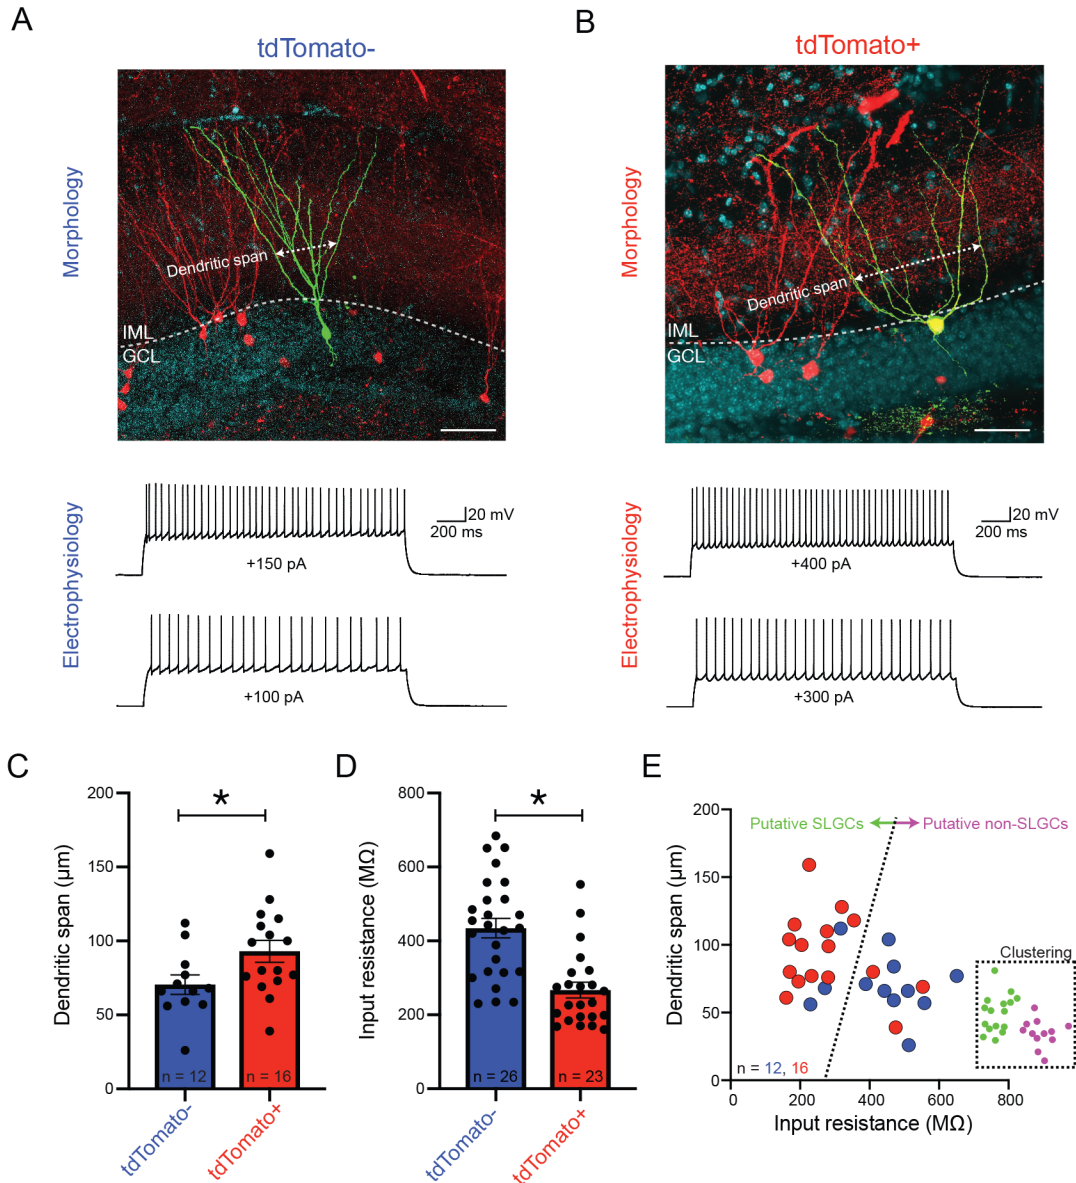 A
B
tdTomato-
tdTomato+
Morphology
Dendritic span
IML
GCL
Morphology
Dendritic span
IML
GCL
Electrophysiology
20 mV
200 ms
+150 pA
+100 pA
Electrophysiology
20 mV
200 ms
+400 pA
+300 pA
C
Dendritic span (µm)
200
150
100
50
0
*
n = 12
n = 16
tdTomato-
tdTomato+
D
Input resistance (MΩ)
800
600
400
200
0
*
n = 26
n = 23
tdTomato-
tdTomato+
E
Dendritic span (µm)
200
150
100
50
0
Putative SLGCs
Putative non-SLGCs
Clustering
n = 12, 16
0
200
400
600
800
Input resistance (MΩ)